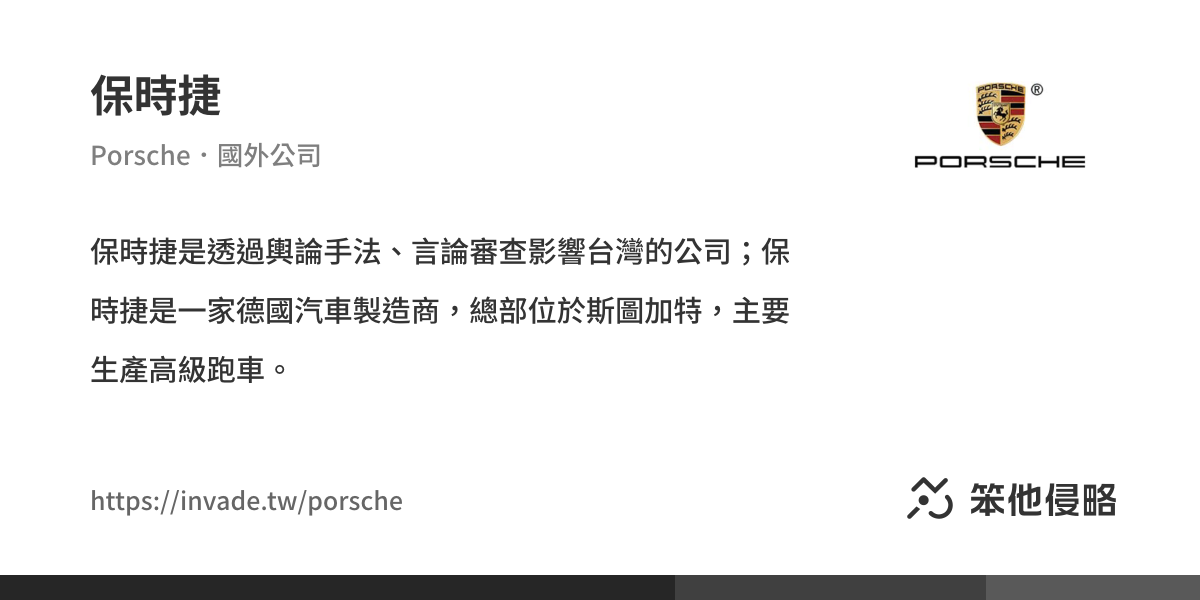 保時捷
Porsche・國外公司
PORSCHE
®
PORSCHE
保時捷是透過輿論手法、言論審查影響台灣的公司；保
時捷是一家德國汽車製造商，總部位於斯圖加特，主要
生產高級跑車。
https://invade.tw/porsche
笨他侵略